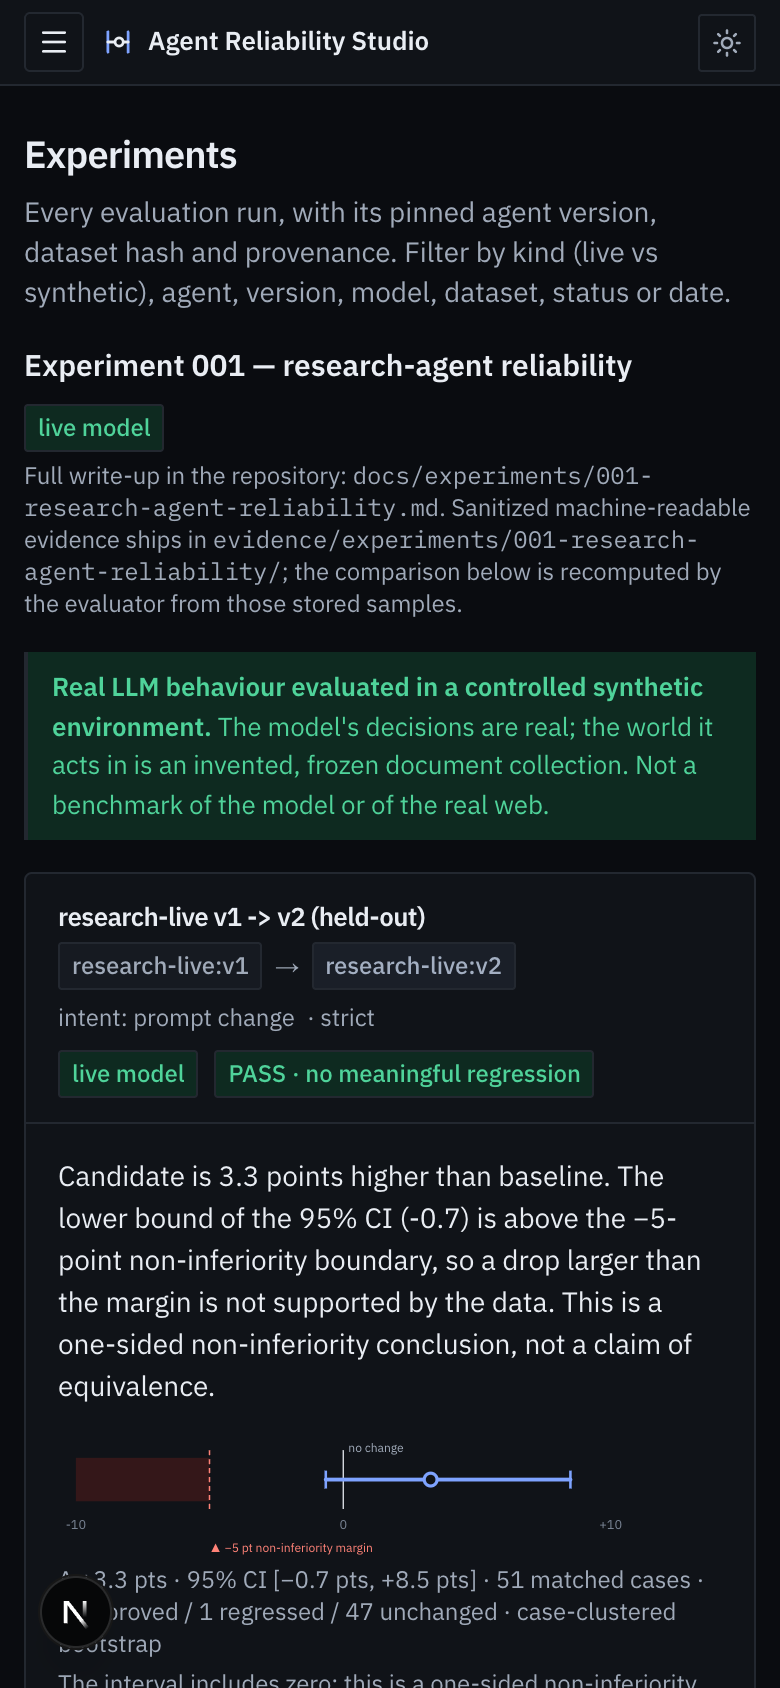 Agent Reliability Studio
Experiments
Every evaluation run, with its pinned agent version,
dataset hash and provenance. Filter by kind (live vs
synthetic), agent, version, model, dataset, status or date.
Experiment 001 — research-agent reliability
live model
Full write-up in the repository: docs/experiments/001-
research-agent-reliability.md. Sanitized machine-readable
evidence ships in evidence/experiments/001-research-
agent-reliability/; the comparison below is recomputed by
the evaluator from those stored samples.
Real LLM behaviour evaluated in a controlled synthetic
environment. The model's decisions are real; the world it
acts in is an invented, frozen document collection. Not a
benchmark of the model or of the real web.
research-live v1 -> v2 (held-out)
research-live:v1 → research-live:v2
intent: prompt change · strict
live model PASS · no meaningful regression
Candidate is 3.3 points higher than baseline. The
lower bound of the 95% CI (-0.7) is above the −5-
point non-inferiority boundary, so a drop larger than
the margin is not supported by the data. This is a
one-sided non-inferiority conclusion, not a claim of
equivalence.
no change
-10 0 +10
▲ −5 pt non-inferiority margin
3.3 pts · 95% CI [−0.7 pts, +8.5 pts] · 51 matched cases ·
/ 1 regressed / 47 unchanged · case-clustered
bootstrap
The interval includes zero: this is a one-sided non-inferiority
N